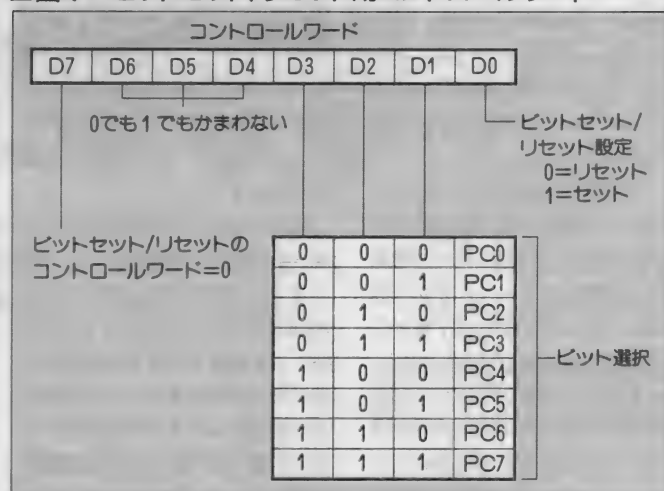 コントロールワード
D7 D6 D5 D4 D3 D2 D1 D0
0でも1でもかまわない
ビットセット/
リセット設定
0=リセット
1=セット
ビットセット/リセットの
コントロールワード=0
0 0 0 PC0
0 0 1 PC1
0 1 0 PC2
0 1 1 PC3
1 0 0 PC4
1 0 1 PC5
1 1 0 PC6
1 1 1 PC7
ビット選択